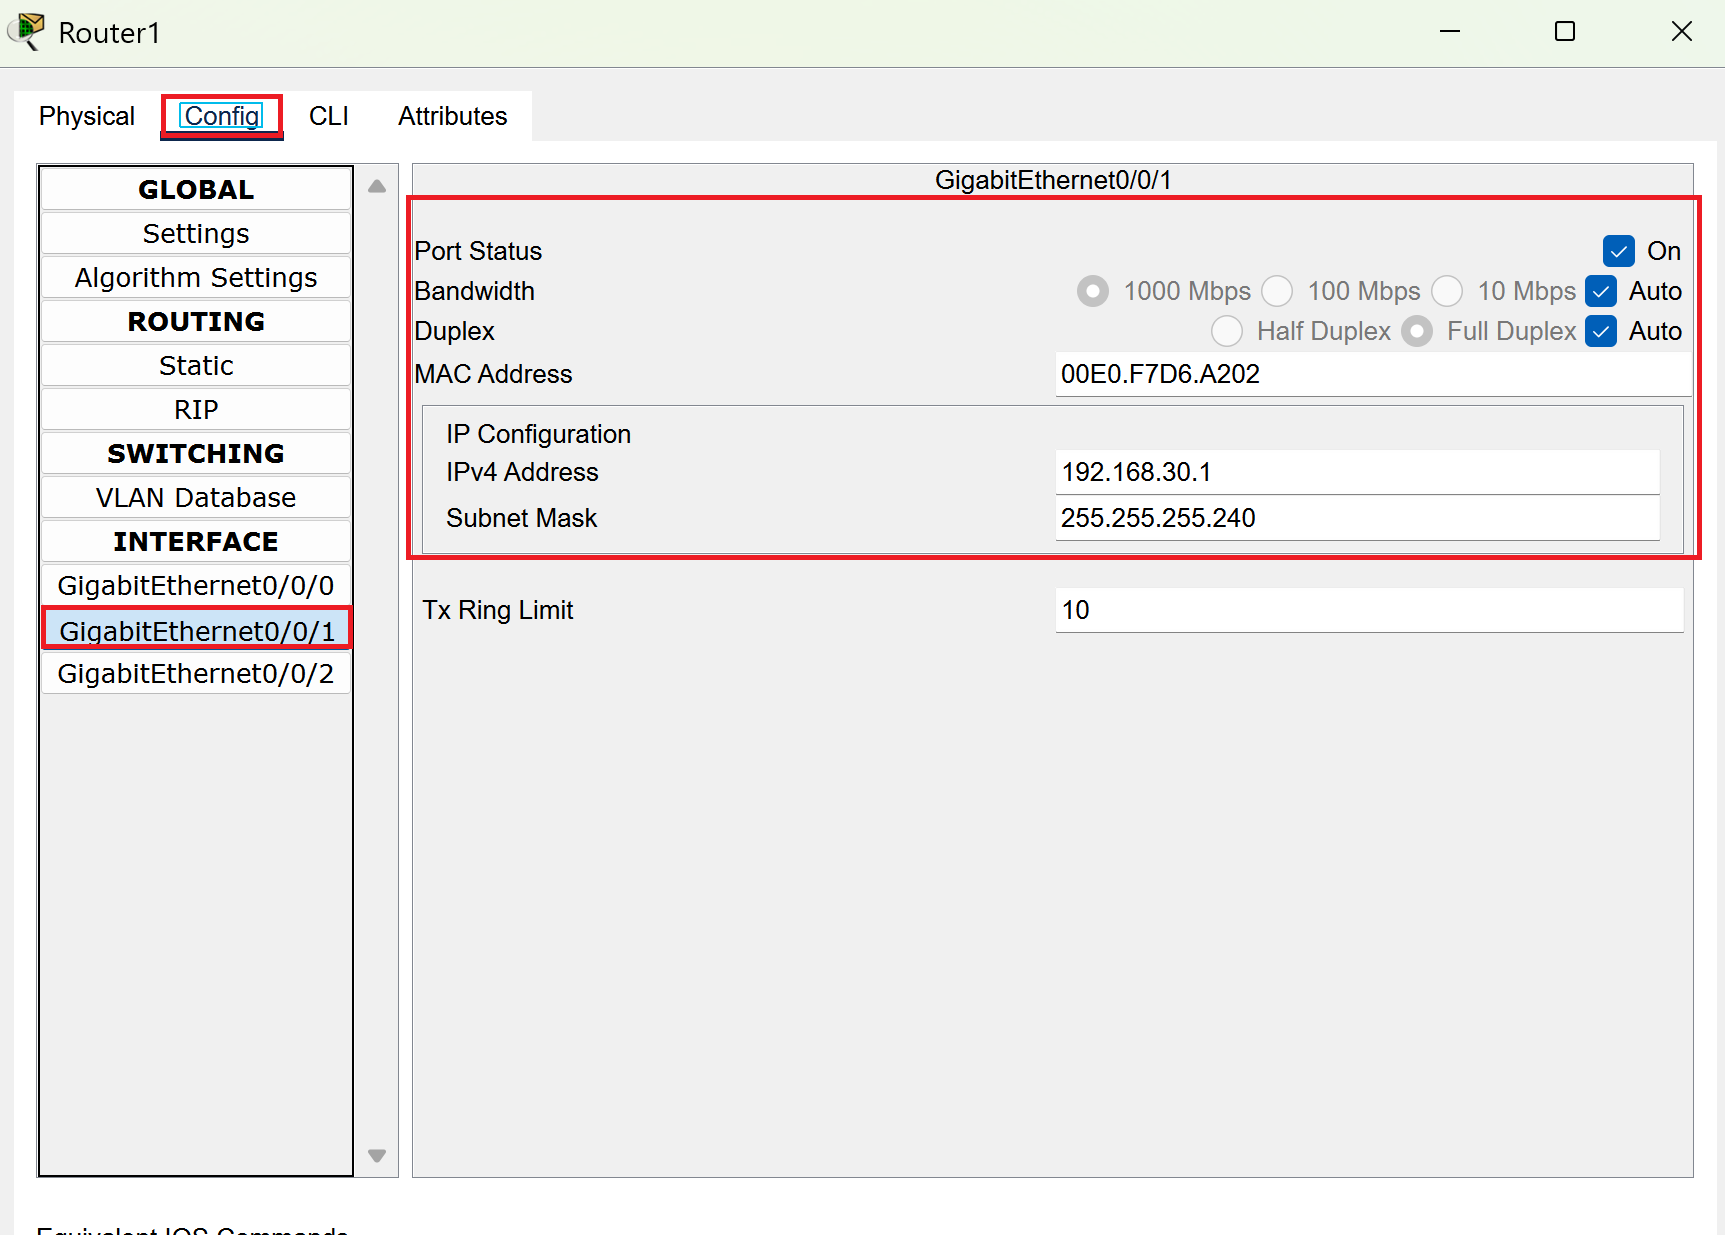 Router1
Physical Config CLI Attributes
GLOBAL
Settings
Algorithm Settings
ROUTING
Static
RIP
SWITCHING
VLAN Database
INTERFACE
GigabitEthernet0/0/0
GigabitEthernet0/0/1
GigabitEthernet0/0/2
GigabitEthernet0/0/1
Port Status On
Bandwidth 1000 Mbps 100 Mbps 10 Mbps Auto
Duplex Half Duplex Full Duplex Auto
MAC Address 00E0.F7D6.A202
IP Configuration
IPv4 Address 192.168.30.1
Subnet Mask 255.255.255.240
Tx Ring Limit 10
Equivalent IOS Commands